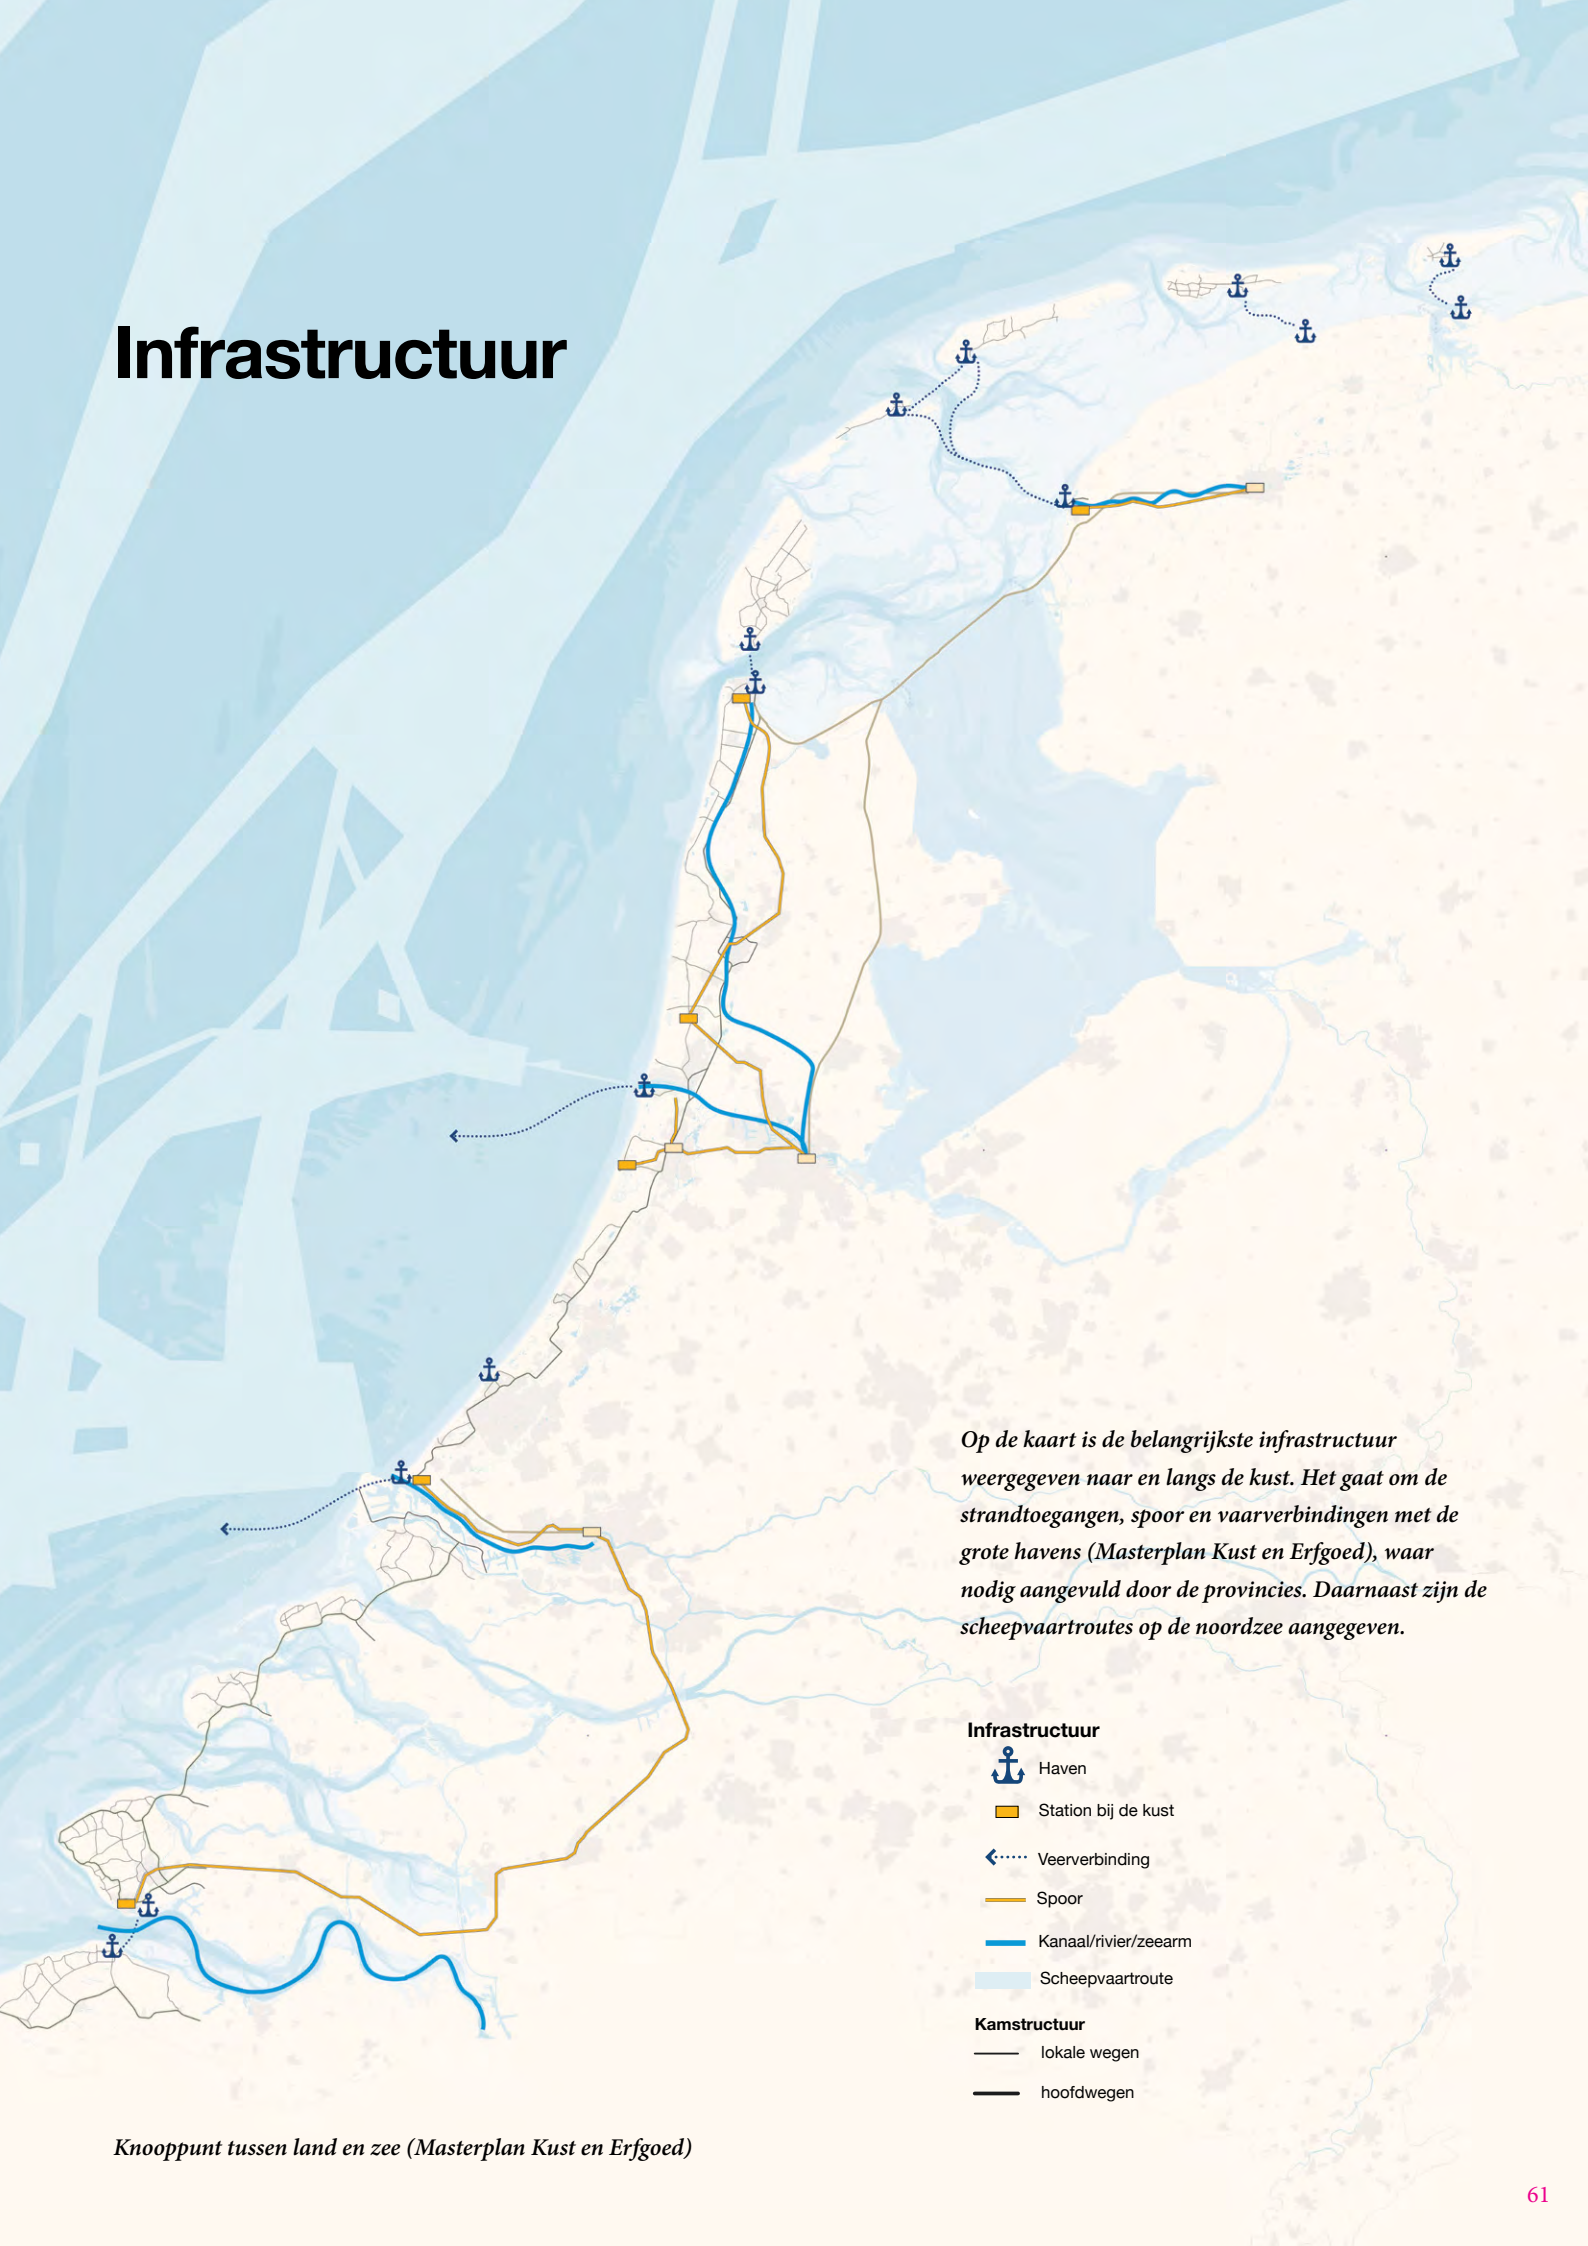 Infrastructuur
Op de kaart is de belangrijkste infrastructuur
weergegeven naar en langs de kust. Het gaat om de
strandtoegangen, spoor en vaarverbindingen met de
grote havens (Masterplan Kust en Erfgoed), waar
nodig aangevuld door de provincies. Daarnaast zijn de
scheepvaartroutes op de noordzee aangegeven.
Infrastructuur
Haven
Station bij de kust
Veerverbinding
Spoor
Kanaal/rivier/zeearm
Scheepvaartroute
Kamstructuur
lokale wegen
hoofdwegen
Knooppunt tussen land en zee (Masterplan Kust en Erfgoed)
61